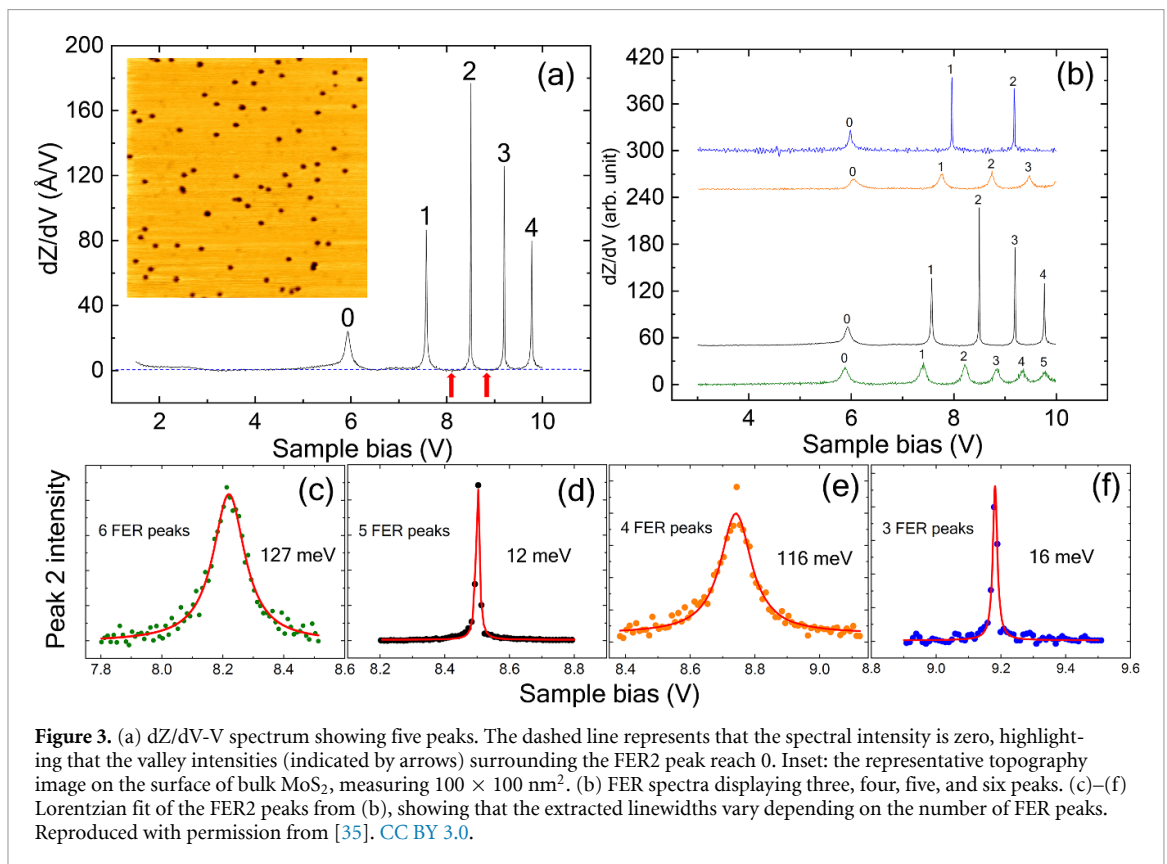 200
160
120
80
40
0
dZ/dV (Å/V)
(a)
0
1
2
3
4
2
4
6
8
10
Sample bias (V)
420
360
300
240
180
120
60
0
dZ/dV (arb. unit)
(b)
0
1
2
0
1
2
3
0
1
2
3
4
0
1
2
3
4
5
4
6
8
10
Sample bias (V)
Peak 2 intensity
(c)
6 FER peaks
127 meV
7.8 8.0 8.2 8.4 8.6
(d)
5 FER peaks
12 meV
8.2 8.4 8.6 8.8
(e)
4 FER peaks
116 meV
8.4 8.6 8.8 9.0 9.2
(f)
3 FER peaks
16 meV
8.8 9.0 9.2 9.4 9.6
Sample bias (V)
Figure 3. (a) dZ/dV-V spectrum showing five peaks. The dashed line represents that the spectral intensity is zero, highlight-
ing that the valley intensities (indicated by arrows) surrounding the FER2 peak reach 0. Inset: the representative topography
image on the surface of bulk MoS₂, measuring 100 × 100 nm². (b) FER spectra displaying three, four, five, and six peaks. (c)–(f)
Lorentzian fit of the FER2 peaks from (b), showing that the extracted linewidths vary depending on the number of FER peaks.
Reproduced with permission from [35]. CC BY 3.0.